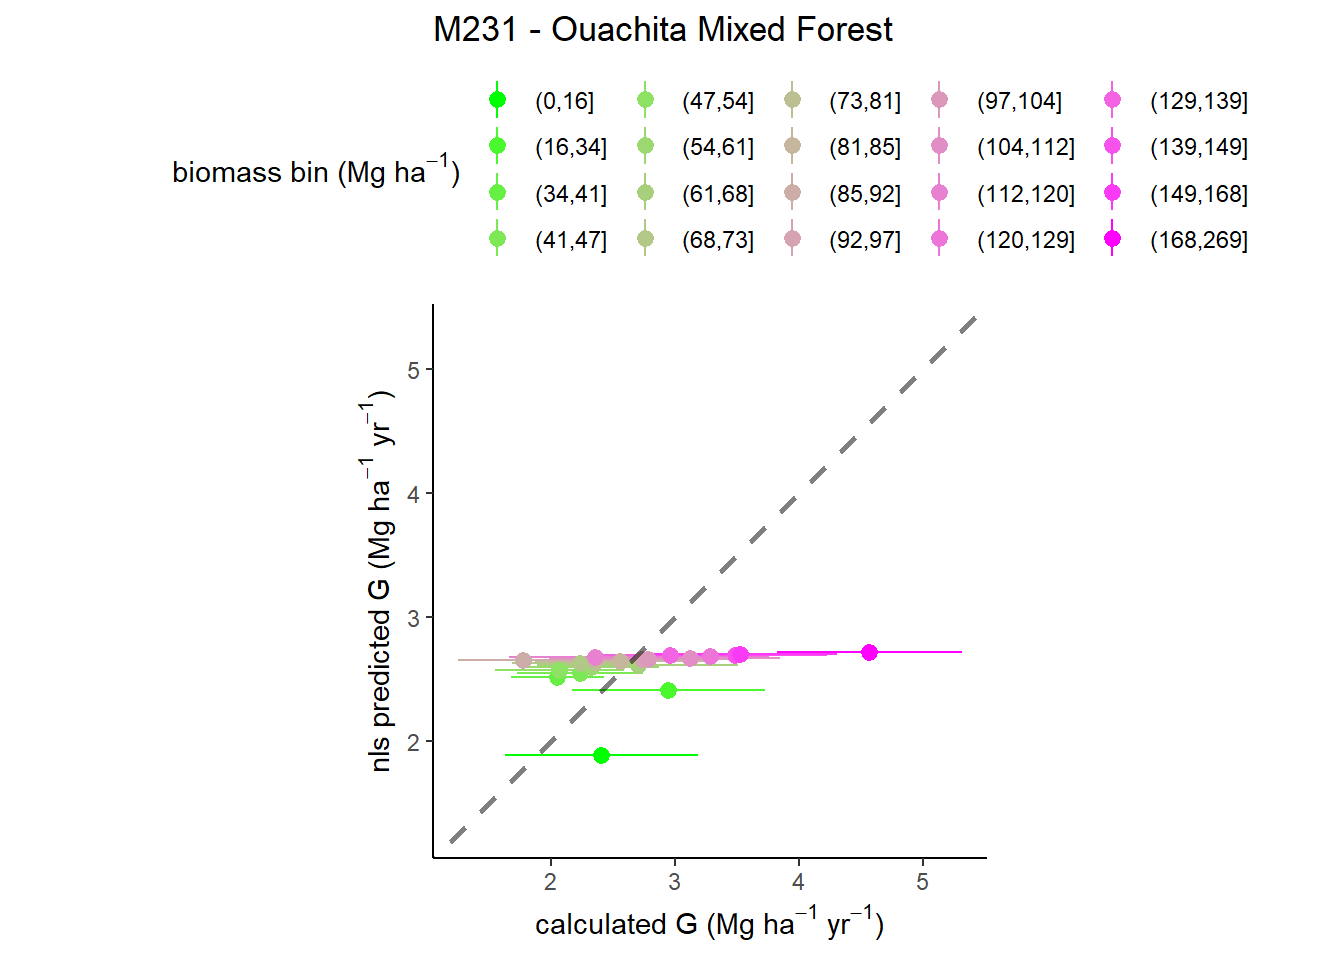 M231 - Ouachita Mixed Forest
biomass bin (Mg ha⁻¹)
(0,16] (47,54] (73,81] (97,104] (129,139]
(16,34] (54,61] (81,85] (104,112] (139,149]
(34,41] (61,68] (85,92] (112,120] (149,168]
(41,47] (68,73] (92,97] (120,129] (168,269]
nls predicted G (Mg ha⁻¹ yr⁻¹)
5
4
3
2
2 3 4 5
calculated G (Mg ha⁻¹ yr⁻¹)